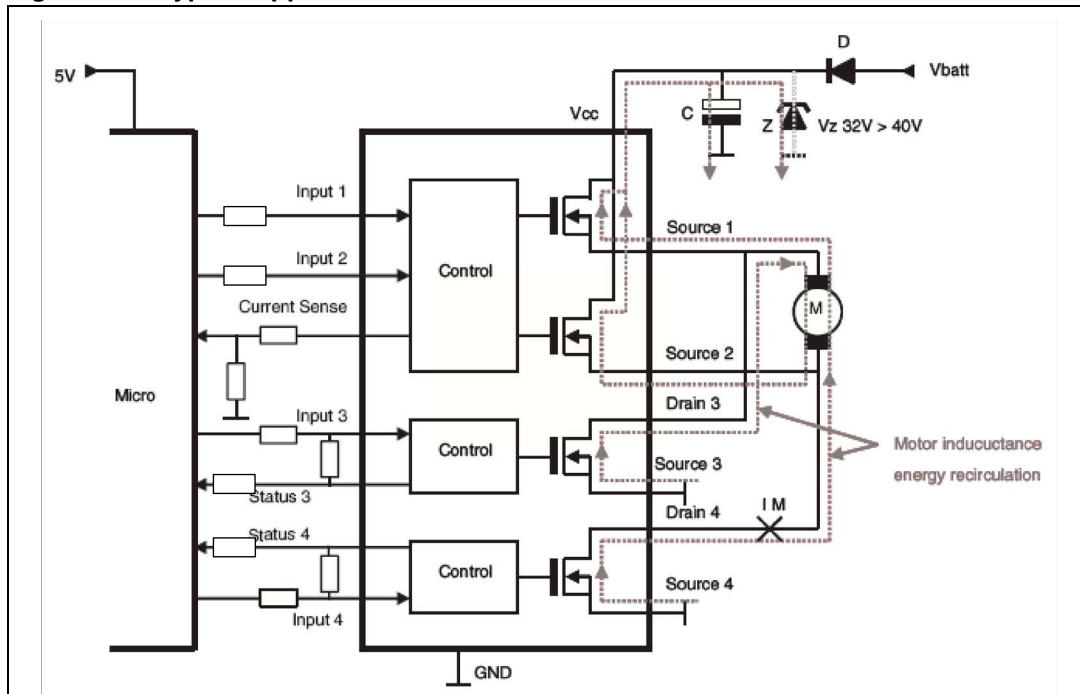 5V
D
Vbatt
Vcc
C
Z
Vz 32V > 40V
Input 1
Source 1
Input 2
Control
M
Current Sense
Source 2
Micro
Drain 3
Input 3
Control
Source 3
Motor inducuctance
energy recirculation
Status 3
Drain 4
I M
Status 4
Control
Source 4
Input 4
GND